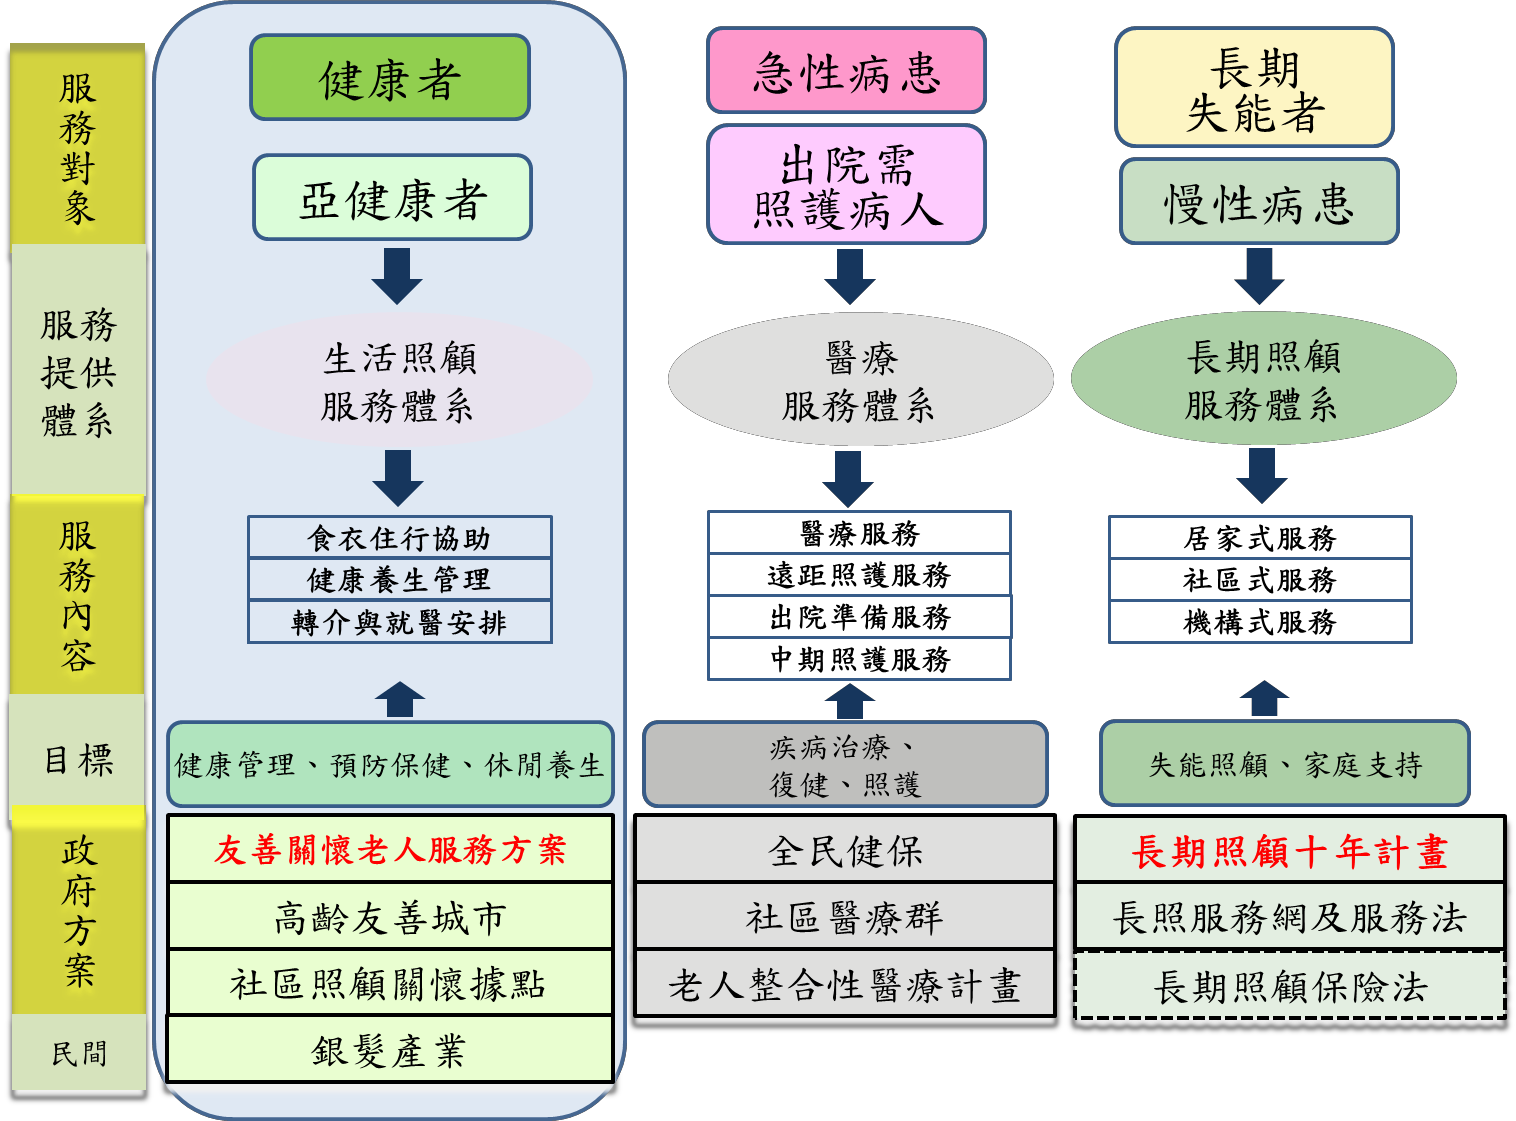 服務對象
健康者
亞健康者
急性病患
出院需
照護病人
長期
失能者
慢性病患
服務
提供
體系
生活照顧
服務體系
醫療
服務體系
長期照顧
服務體系
服務內容
食衣住行協助
健康養生管理
轉介與就醫安排
醫療服務
遠距照護服務
出院準備服務
中期照護服務
居家式服務
社區式服務
機構式服務
目標
健康管理、預防保健、休閒養生
疾病治療、
復健、照護
失能照顧、家庭支持
政府方案
友善關懷老人服務方案
高齡友善城市
社區照顧關懷據點
全民健保
社區醫療群
老人整合性醫療計畫
長期照顧十年計畫
長照服務網及服務法
長期照顧保險法
民間
銀髮產業